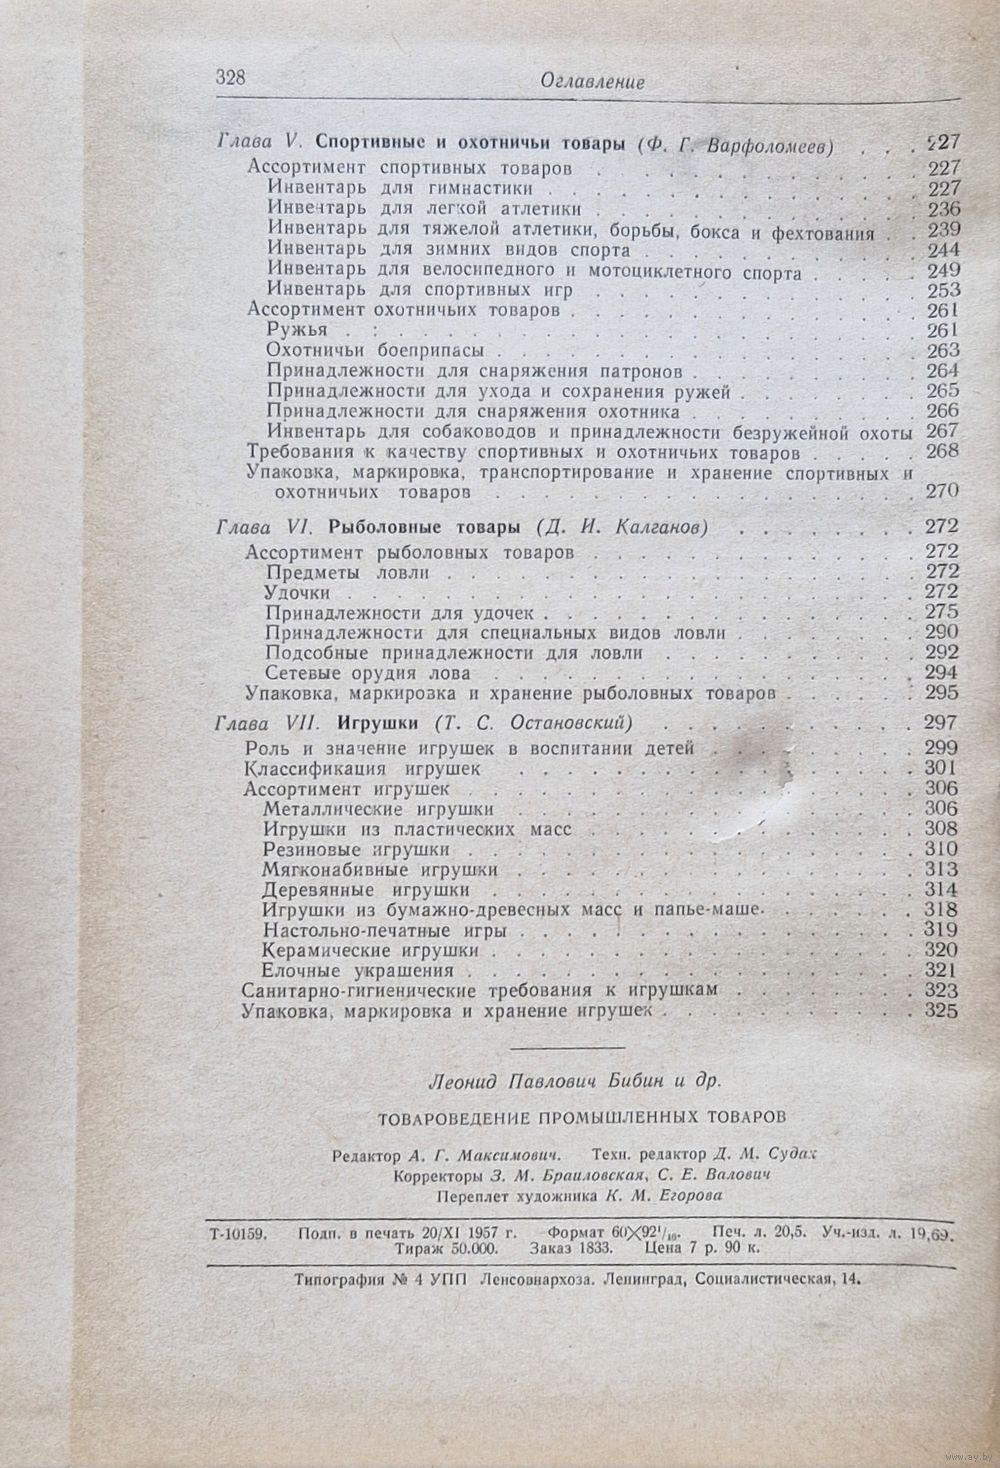 328 Оглавление
Глава V. Спортивные и охотничьи товары (Ф. Г. Варфоломеев) . . . 227
Ассортимент спортивных товаров . . . . . . . . . . . . . 227
Инвентарь для гимнастики . . . . . . . . . . . . . . . 227
Инвентарь для легкой атлетики . . . . . . . . . . . . . 236
Инвентарь для тяжелой атлетики, борьбы, бокса и фехтования . . 239
Инвентарь для зимних видов спорта . . . . . . . . . . . 244
Инвентарь для велосипедного и мотоциклетного спорта . . . . . 249
Инвентарь для спортивных игр . . . . . . . . . . . . . 253
Ассортимент охотничьих товаров . . . . . . . . . . . . . . 261
Ружья . . . . . . . . . . . . . . . . . . . . . . . 261
Охотничьи боеприпасы . . . . . . . . . . . . . . . . . 263
Принадлежности для снаряжения патронов . . . . . . . . . 264
Принадлежности для ухода и сохранения ружей . . . . . . . 265
Принадлежности для снаряжения охотника . . . . . . . . . 266
Инвентарь для собаководов и принадлежности безружейной охоты 267
Требования к качеству спортивных и охотничьих товаров . . . . . 268
Упаковка, маркировка, транспортирование и хранение спортивных и
охотничьих товаров . . . . . . . . . . . . . . . . . 270
Глава VI. Рыболовные товары (Д. И. Калганов) . . . . . . . . 272
Ассортимент рыболовных товаров . . . . . . . . . . . . . 272
Предметы ловли . . . . . . . . . . . . . . . . . . . 272
Удочки . . . . . . . . . . . . . . . . . . . . . . . 272
Принадлежности для удочек . . . . . . . . . . . . . . . 275
Принадлежности для специальных видов ловли . . . . . . . 290
Подсобные принадлежности для ловли . . . . . . . . . . 292
Сетевые орудия лова . . . . . . . . . . . . . . . . . 294
Упаковка, маркировка и хранение рыболовных товаров . . . . . . 295
Глава VII. Игрушки (Т. С. Остановский) . . . . . . . . . . . 297
Роль и значение игрушек в воспитании детей . . . . . . . . 299
Классификация игрушек . . . . . . . . . . . . . . . . 301
Ассортимент игрушек . . . . . . . . . . . . . . . . . . 306
Металлические игрушки . . . . . . . . . . . . . . . . 306
Игрушки из пластических масс . . . . . . . . . . . . . 308
Резиновые игрушки . . . . . . . . . . . . . . . . . . 310
Мягконабивные игрушки . . . . . . . . . . . . . . . . 313
Деревянные игрушки . . . . . . . . . . . . . . . . . 314
Игрушки из бумажно-древесных масс и папье-маше. . . . . . . 318
Настольно-печатные игры . . . . . . . . . . . . . . . . 319
Керамические игрушки . . . . . . . . . . . . . . . . . 320
Елочные украшения . . . . . . . . . . . . . . . . . . 321
Санитарно-гигиенические требования к игрушкам . . . . . . . . 323
Упаковка, маркировка и хранение игрушек . . . . . . . . . . . 325
Леонид Павлович Бибин и др.
ТОВАРОВЕДЕНИЕ ПРОМЫШЛЕННЫХ ТОВАРОВ
Редактор А. Г. Максимович. Техн. редактор Д. М. Судах
Корректоры З. М. Браиловская, С. Е. Валович
Переплет художника К. М. Егорова
Т-10159. Подп. в печать 20/XI 1957 г. Формат 60×92¹/₁₆. Печ. л. 20,5. Уч.-изд. л. 19,69.
Тираж 50.000. Заказ 1833. Цена 7 р. 90 к.
Типография № 4 УПП Ленсовнархоза. Ленинград, Социалистическая, 14.
www.ay.by